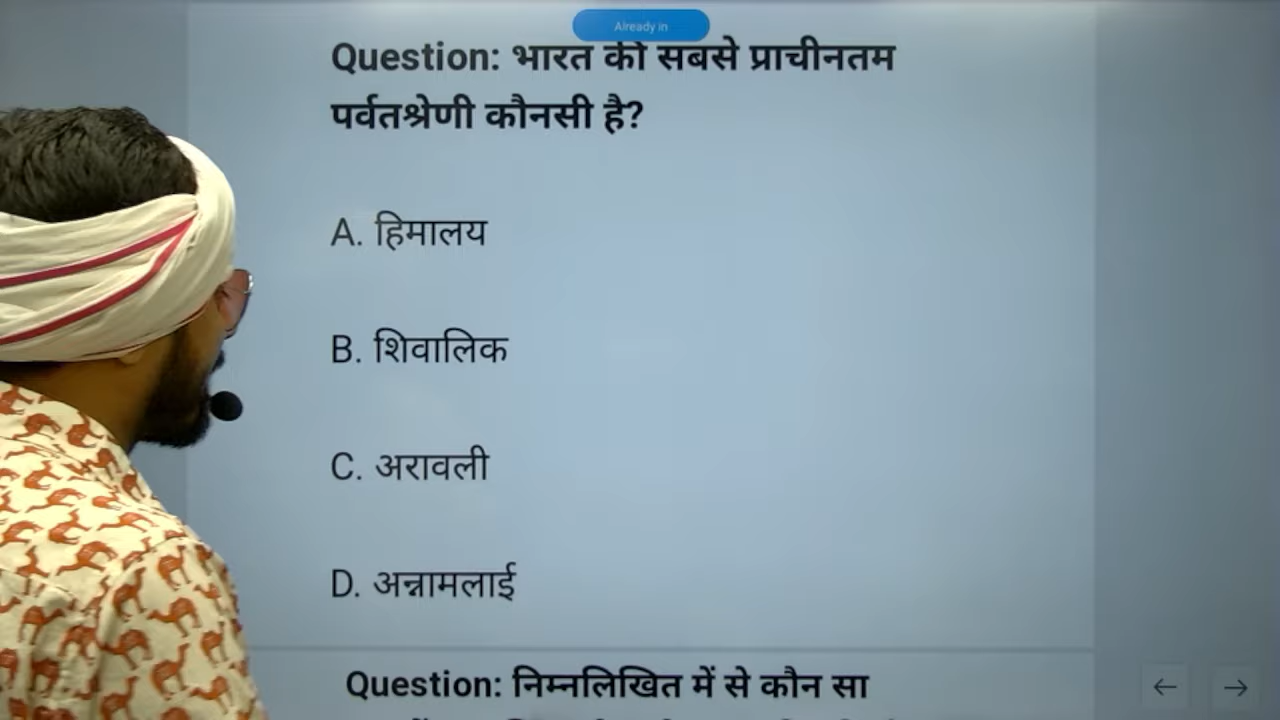 Already in
Question: भारत की सबसे प्राचीनतम
पर्वतश्रेणी कौनसी है?
A. हिमालय
B. शिवालिक
C. अरावली
D. अन्नामलाई
Question: निम्नलिखित में से कौन सा